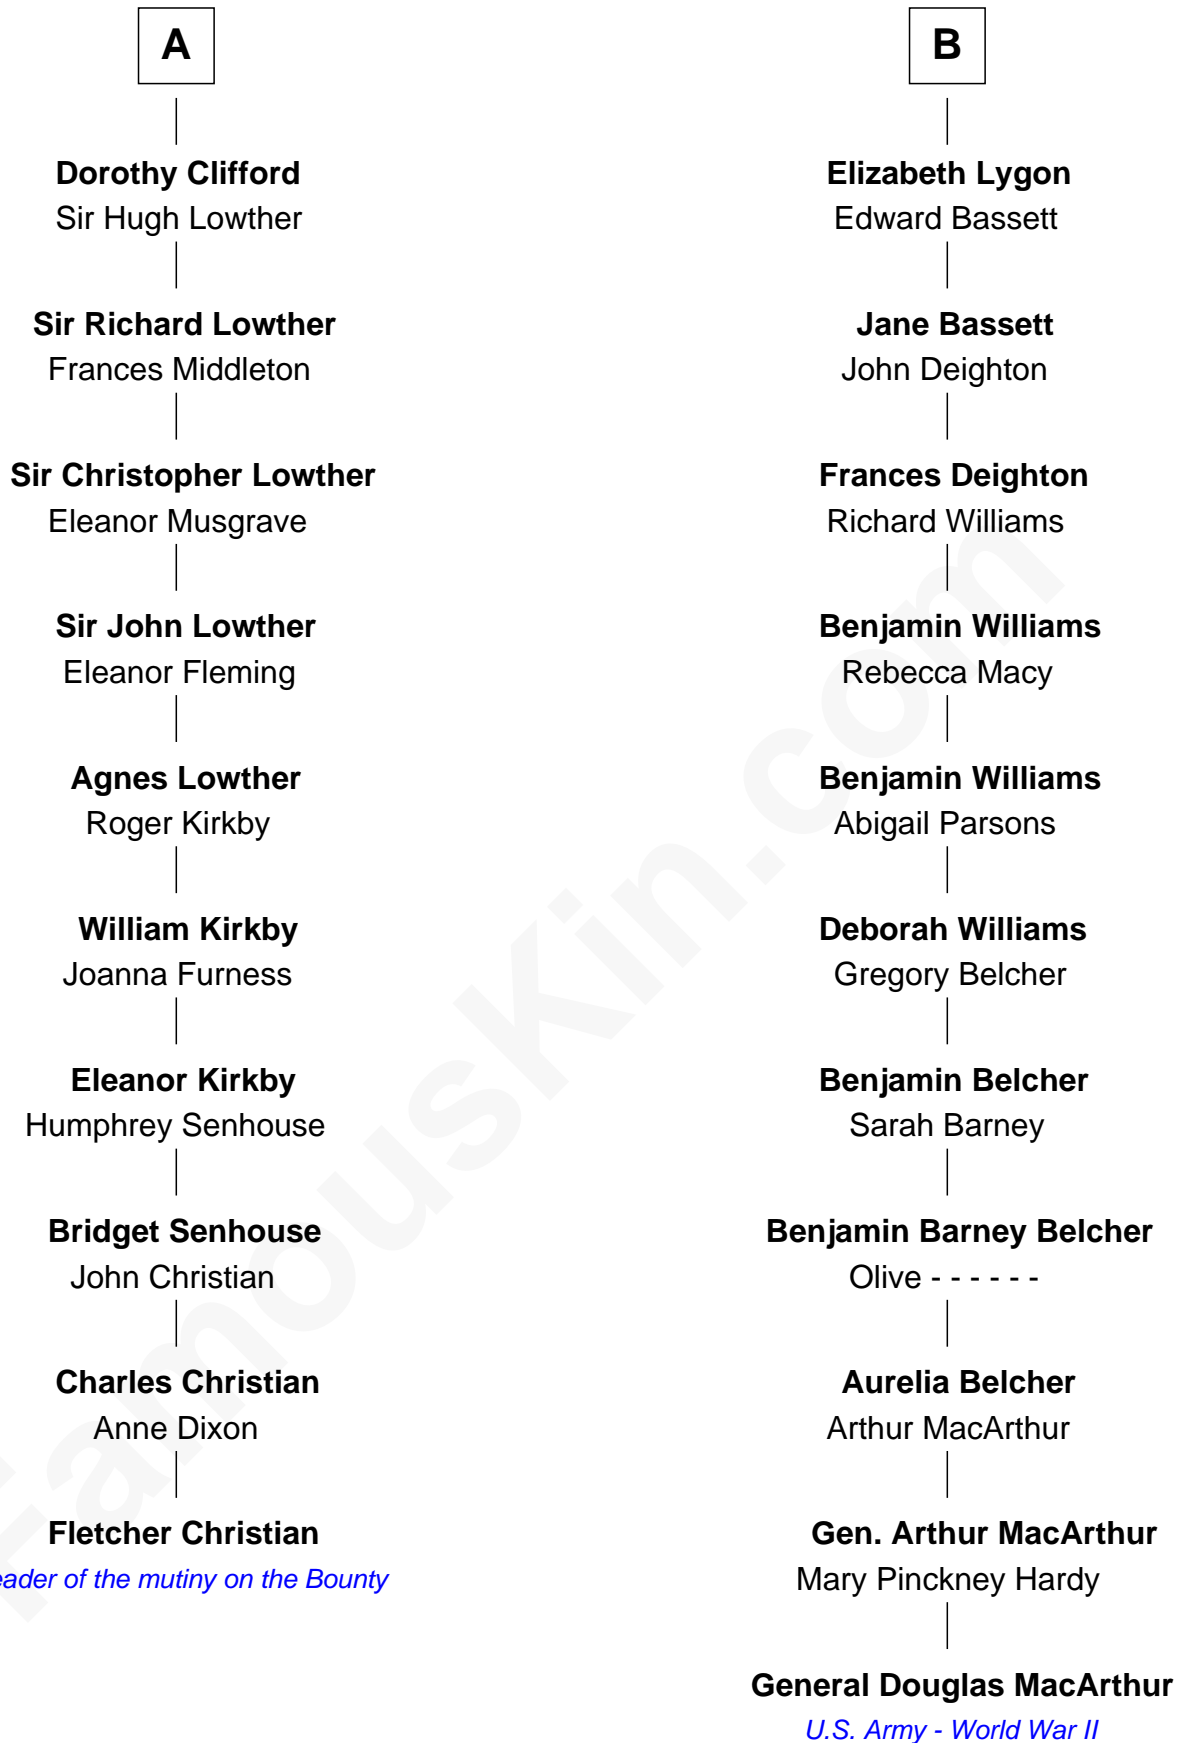 A
Dorothy Clifford
Sir Hugh Lowther
Sir Richard Lowther
Frances Middleton
Sir Christopher Lowther
Eleanor Musgrave
Sir John Lowther
Eleanor Fleming
Agnes Lowther
Roger Kirkby
William Kirkby
Joanna Furness
Eleanor Kirkby
Humphrey Senhouse
Bridget Senhouse
John Christian
Charles Christian
Anne Dixon
Fletcher Christian
eader of the mutiny on the Bounty
B
Elizabeth Lygon
Edward Bassett
Jane Bassett
John Deighton
Frances Deighton
Richard Williams
Benjamin Williams
Rebecca Macy
Benjamin Williams
Abigail Parsons
Deborah Williams
Gregory Belcher
Benjamin Belcher
Sarah Barney
Benjamin Barney Belcher
Olive - - - - - -
Aurelia Belcher
Arthur MacArthur
Gen. Arthur MacArthur
Mary Pinckney Hardy
General Douglas MacArthur
U.S. Army - World War II
FamousKin.com